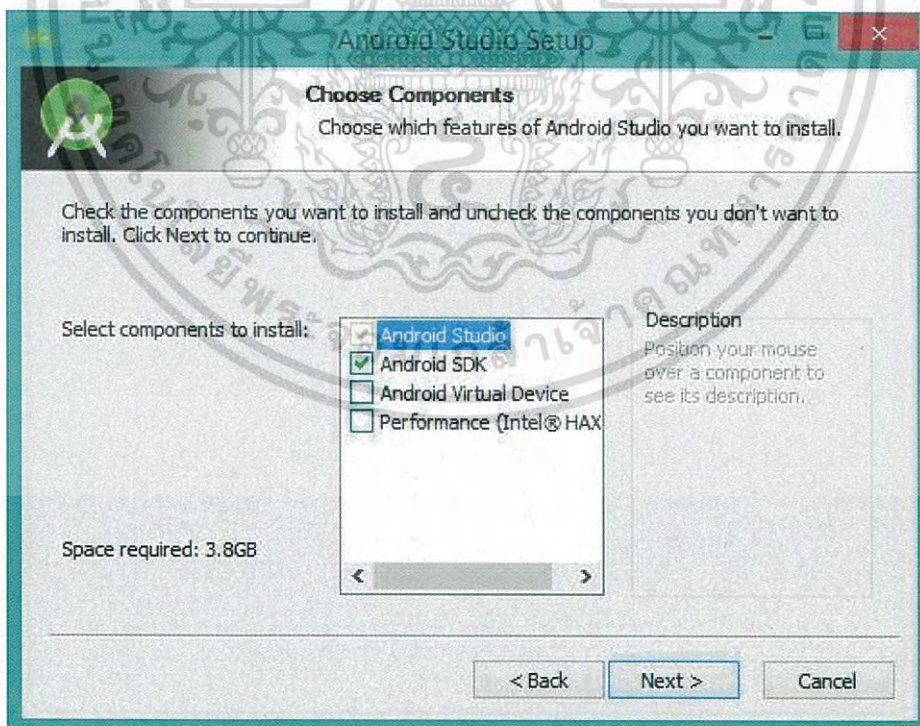 Android Studio Setup
Choose Components
Choose which features of Android Studio you want to install.
Check the components you want to install and uncheck the components you don't want to
install. Click Next to continue.
Select components to install:
Android Studio
Android SDK
Android Virtual Device
Performance (Intel® HAX
Description
Position your mouse
over a component to
see its description.
Space required: 3.8GB
< Back
Next >
Cancel